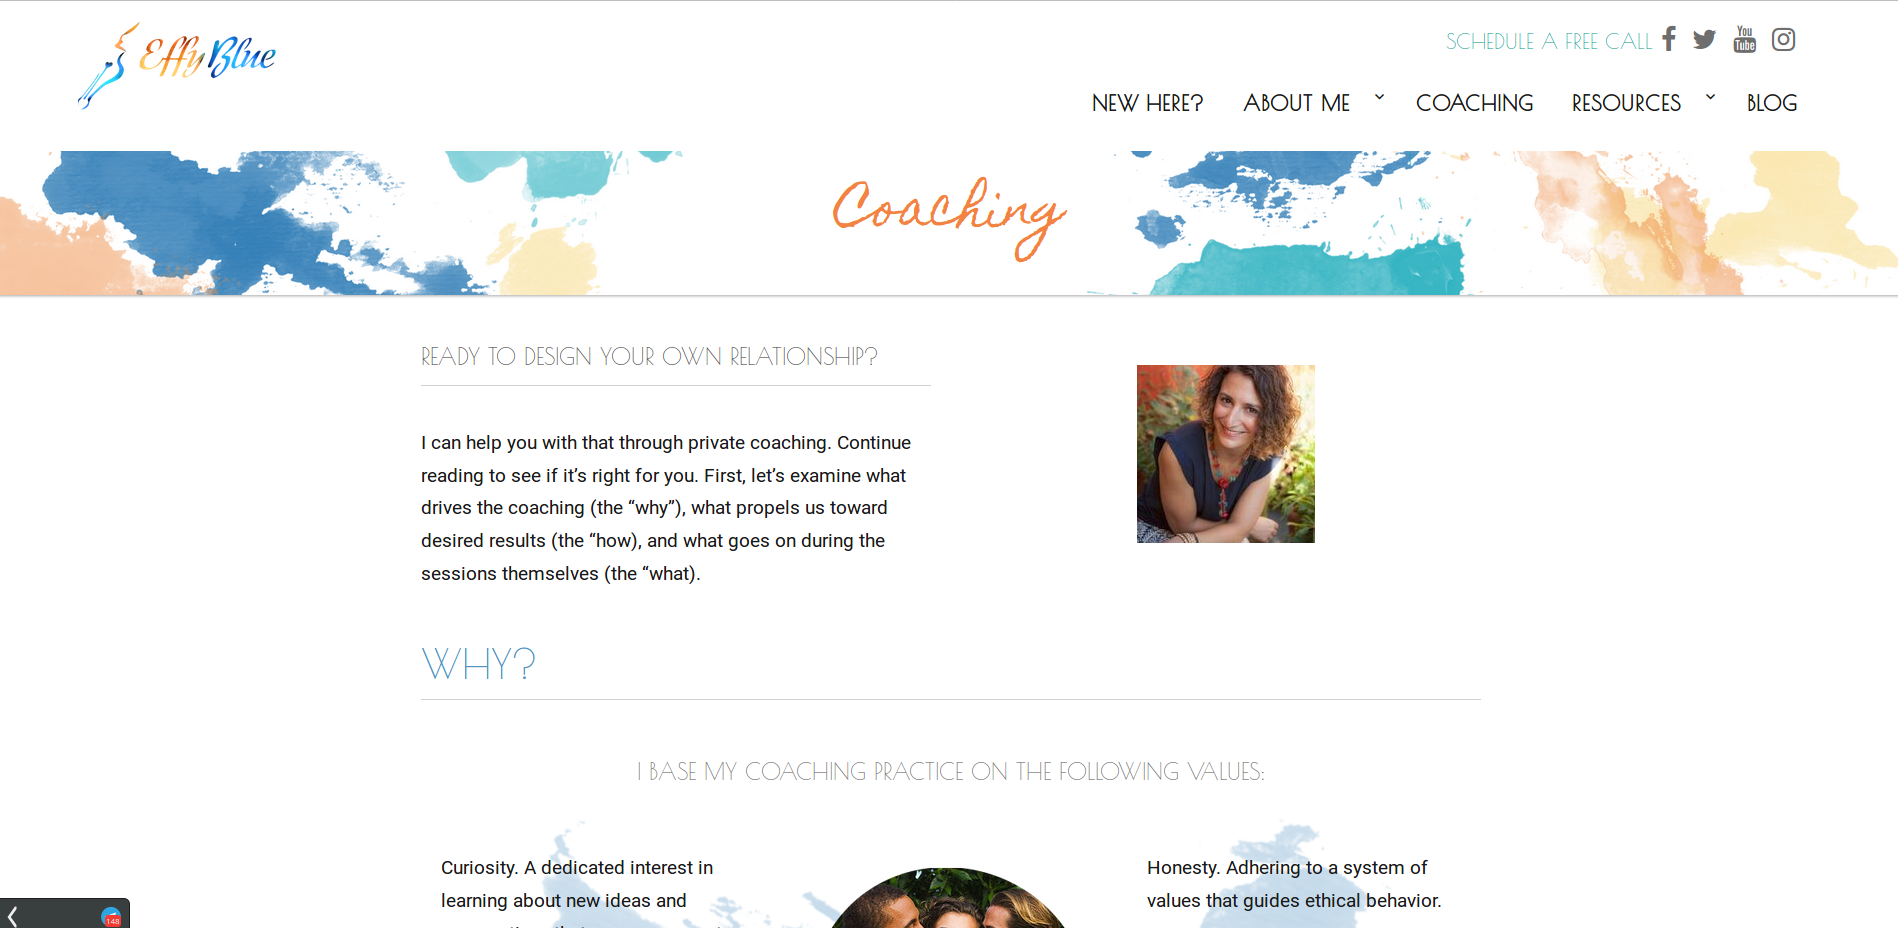 Effy Blue
SCHEDULE A FREE CALL
You
Tube
NEW HERE?
ABOUT ME
COACHING
RESOURCES
BLOG
Coaching
READY TO DESIGN YOUR OWN RELATIONSHIP?
I can help you with that through private coaching. Continue
reading to see if it’s right for you. First, let’s examine what
drives the coaching (the “why”), what propels us toward
desired results (the “how), and what goes on during the
sessions themselves (the “what).
WHY?
I BASE MY COACHING PRACTICE ON THE FOLLOWING VALUES:
Curiosity. A dedicated interest in
learning about new ideas and
Honesty. Adhering to a system of
values that guides ethical behavior.
148